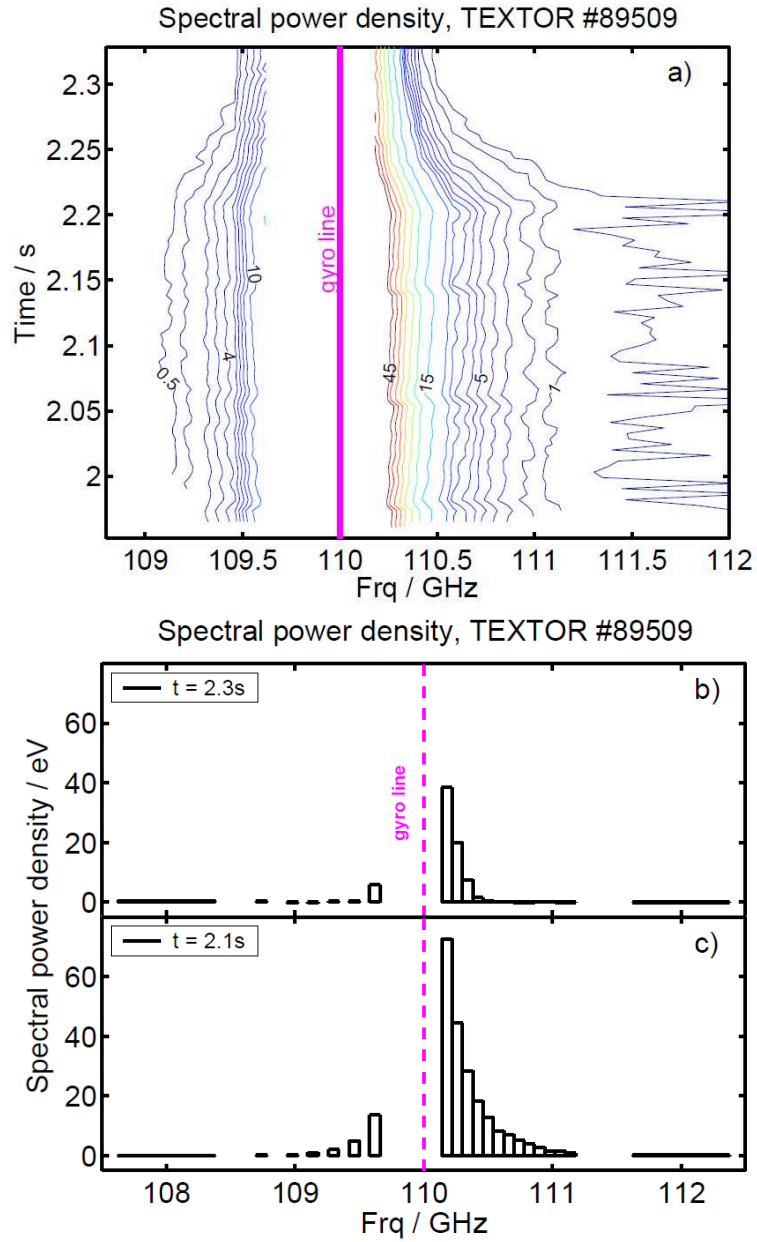 Spectral power density, TEXTOR #89509
a)
2.3
2.25
2.2
2.15
2.1
2.05
2
Time / s
gyro line
10
4
0.5
45
15
5
1
109
109.5
110
110.5
111
111.5
112
Frq / GHz
Spectral power density, TEXTOR #89509
t = 2.3s
b)
60
40
20
0
gyro line
Spectral power density / eV
t = 2.1s
c)
60
40
20
0
108
109
110
111
112
Frq / GHz